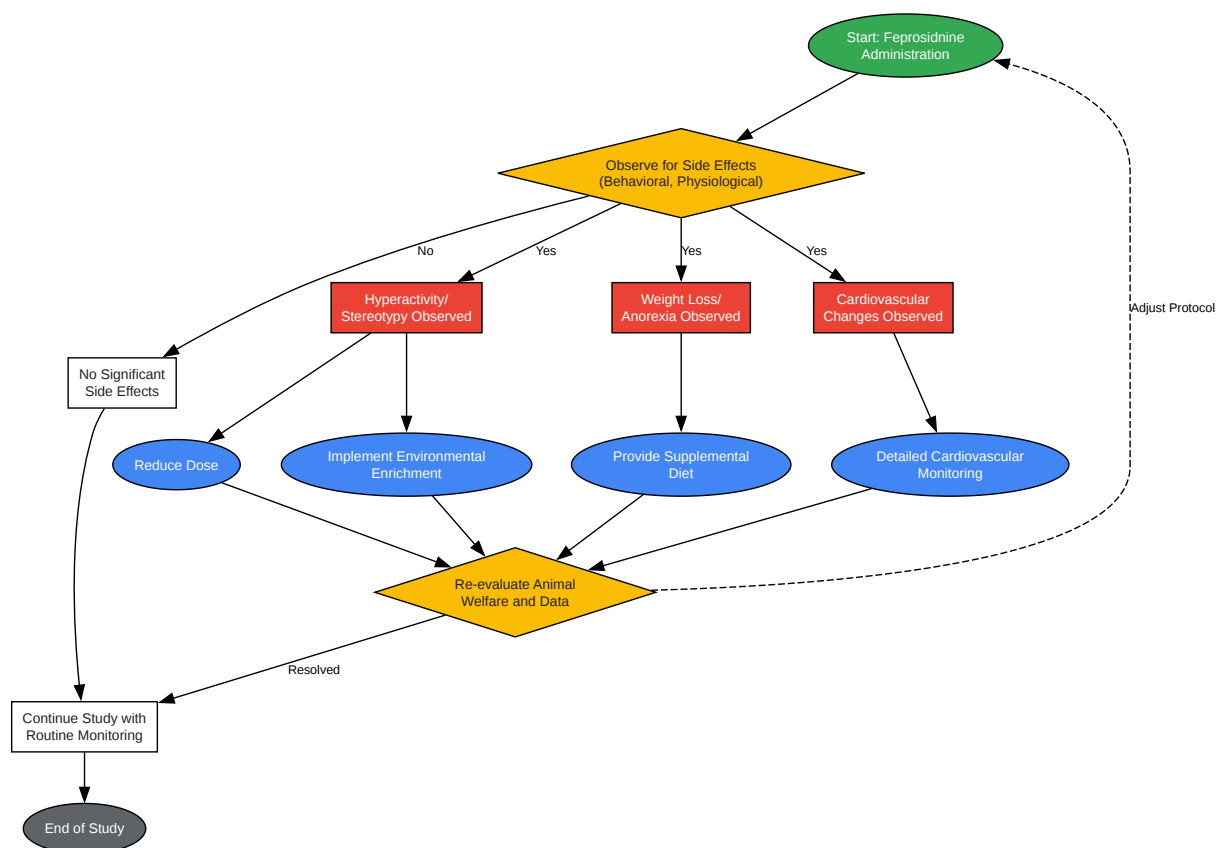 Start: Feprosidnine
Administration
Observe for Side Effects
(Behavioral, Physiological)
No
Yes
Yes
Yes
Adjust Protocol
Hyperactivity/
Stereotypy Observed
Weight Loss/
Anorexia Observed
Cardiovascular
Changes Observed
No Significant
Side Effects
Reduce Dose
Implement Environmental
Enrichment
Provide Supplemental
Diet
Detailed Cardiovascular
Monitoring
Re-evaluate Animal
Welfare and Data
Resolved
Continue Study with
Routine Monitoring
End of Study